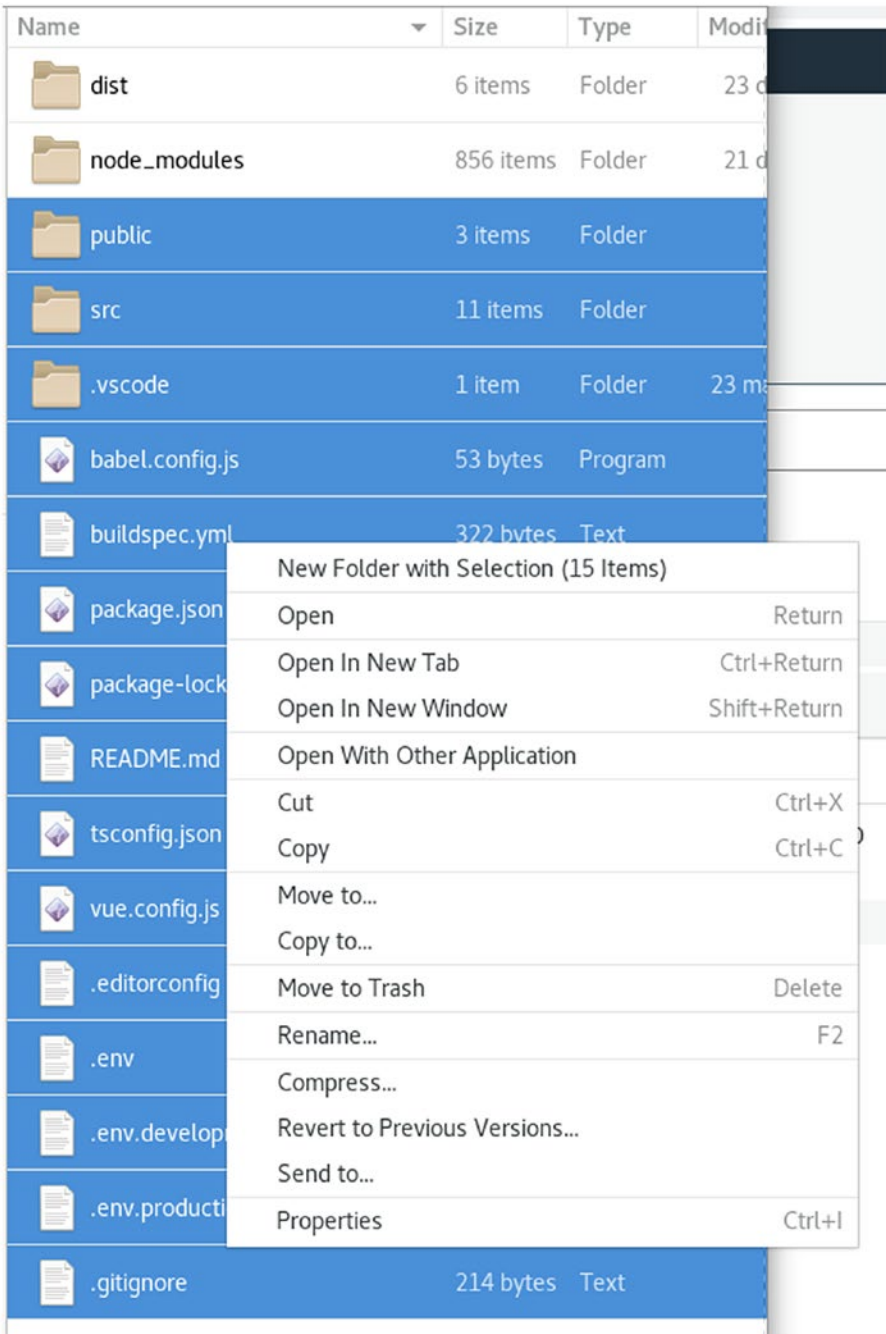 Name Size Type Modif
dist 6 items Folder 23 d
node_modules 856 items Folder 21 d
public 3 items Folder
src 11 items Folder
.vscode 1 item Folder 23 ma
babel.config.js 53 bytes Program
buildspec.yml 322 bytes Text
New Folder with Selection (15 Items)
package.json Open Return
Open In New Tab Ctrl+Return
package-lock Open In New Window Shift+Return
README.md Open With Other Application
Cut Ctrl+X
tsconfig.json Copy Ctrl+C
vue.config.js Move to...
Copy to...
.editorconfig Move to Trash Delete
.env Rename... F2
Compress...
.env.develop Revert to Previous Versions...
Send to...
.env.producti Properties Ctrl+I
.gitignore 214 bytes Text